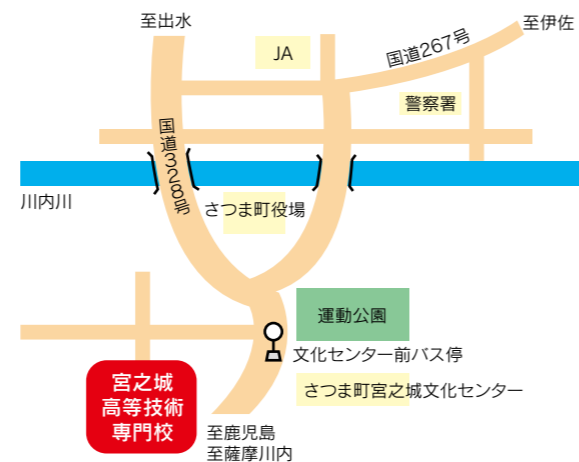 至出水
至伊佐
JA
国道267号
警察署
国道328号
川内川
さつま町役場
運動公園
文化センター前バス停
宮之城
高等技術
専門校
さつま町宮之城文化センター
至鹿児島
至薩摩川内